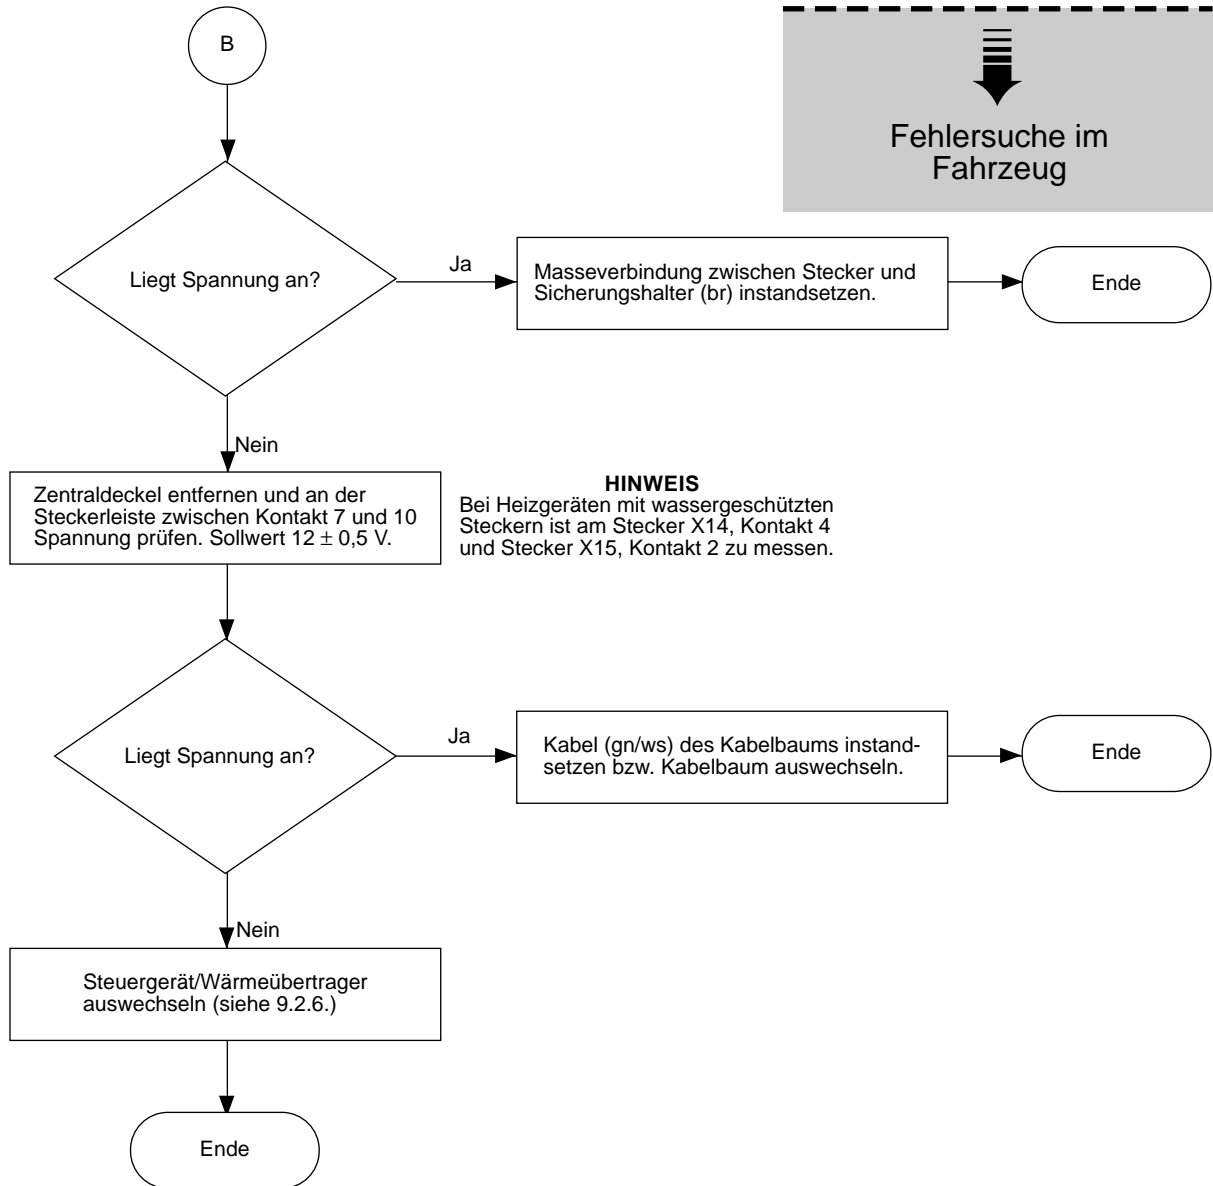 B
Fehlersuche im
Fahrzeug
Liegt Spannung an?
Ja
Masseverbindung zwischen Stecker und
Sicherungshalter (br) instandsetzen.
Ende
Nein
Zentraldeckel entfernen und an der
Steckerleiste zwischen Kontakt 7 und 10
Spannung prüfen. Sollwert 12 ± 0,5 V.
HINWEIS
Bei Heizgeräten mit wassergeschützten
Steckern ist am Stecker X14, Kontakt 4
und Stecker X15, Kontakt 2 zu messen.
Liegt Spannung an?
Ja
Kabel (gn/ws) des Kabelbaums instand-
setzen bzw. Kabelbaum auswechseln.
Ende
Nein
Steuergerät/Wärmeübertrager
auswechseln (siehe 9.2.6.)
Ende